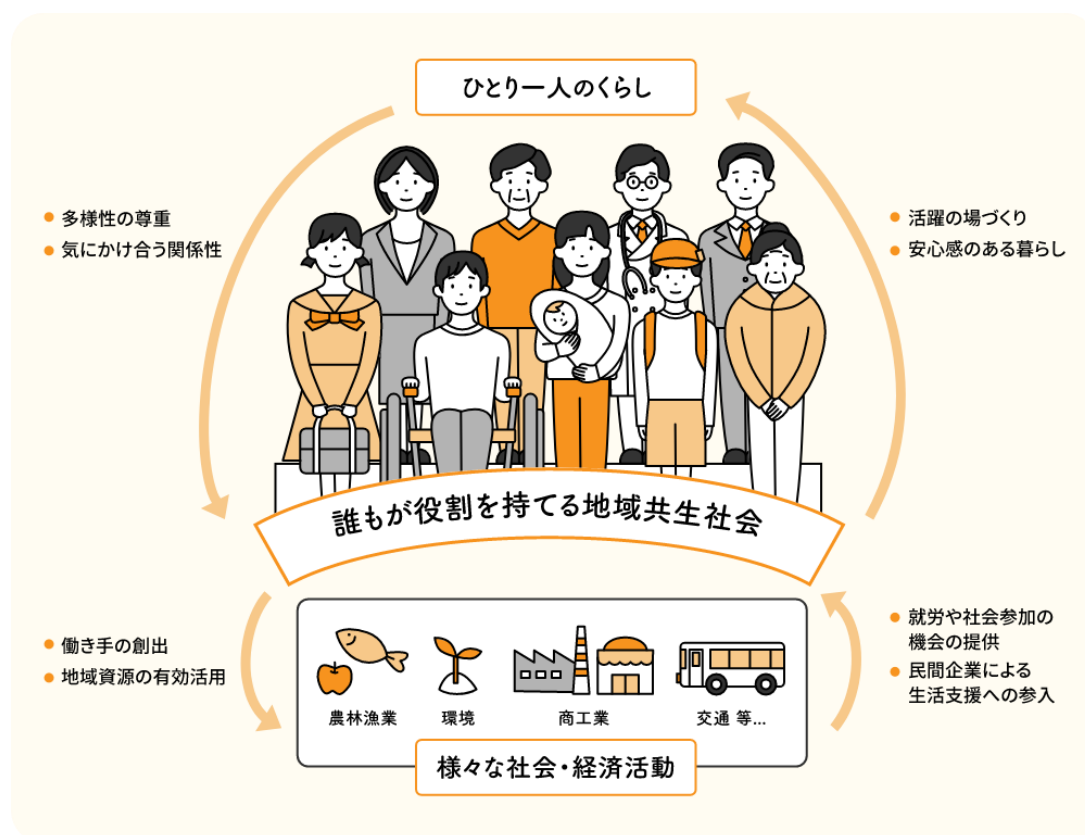 ひとり一人のくらし
多様性の尊重
気にかけ合う関係性
活躍の場づくり
安心感のある暮らし
誰もが役割を持てる地域共生社会
働き手の創出
地域資源の有効活用
就労や社会参加の
機会の提供
民間企業による
生活支援への参入
農林漁業
環境
商工業
交通 等...
様々な社会・経済活動